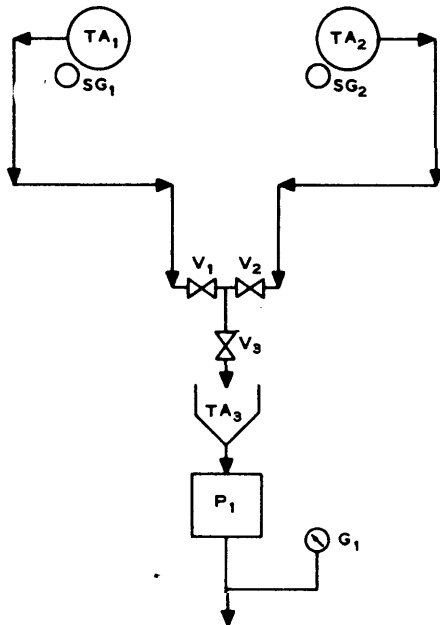 TA₁ TA₂
SG₁ SG₂
V₁ V₂
V₃
TA₃
P₁
G₁